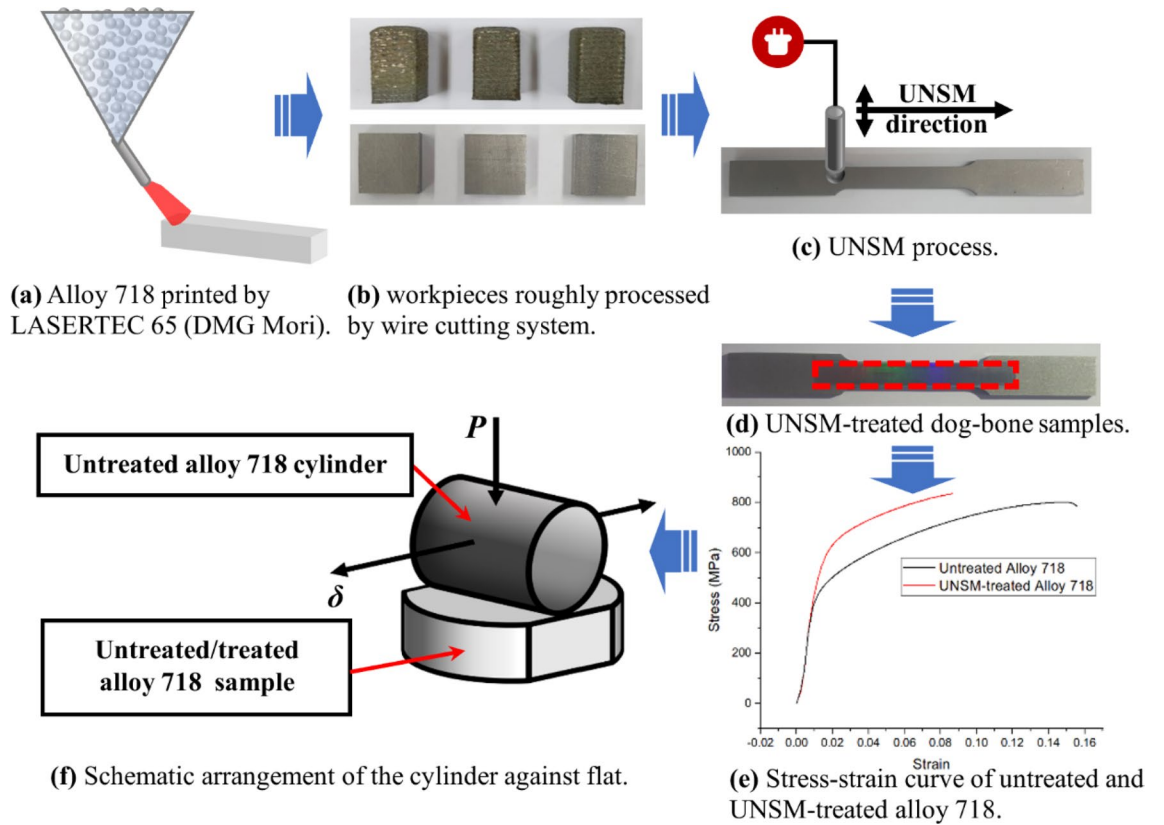 UNSM
direction
(a) Alloy 718 printed by
LASERTEC 65 (DMG Mori).
(b) workpieces roughly processed
by wire cutting system.
(c) UNSM process.
(d) UNSM-treated dog-bone samples.
P
Untreated alloy 718 cylinder
δ
Untreated/treated
alloy 718 sample
(f) Schematic arrangement of the cylinder against flat.
1000
800
600
400
200
0
Stress (MPa)
Untreated Alloy 718
UNSM-treated Alloy 718
-0.02 0.00 0.02 0.04 0.06 0.08 0.10 0.12 0.14 0.16
Strain
(e) Stress-strain curve of untreated and
UNSM-treated alloy 718.